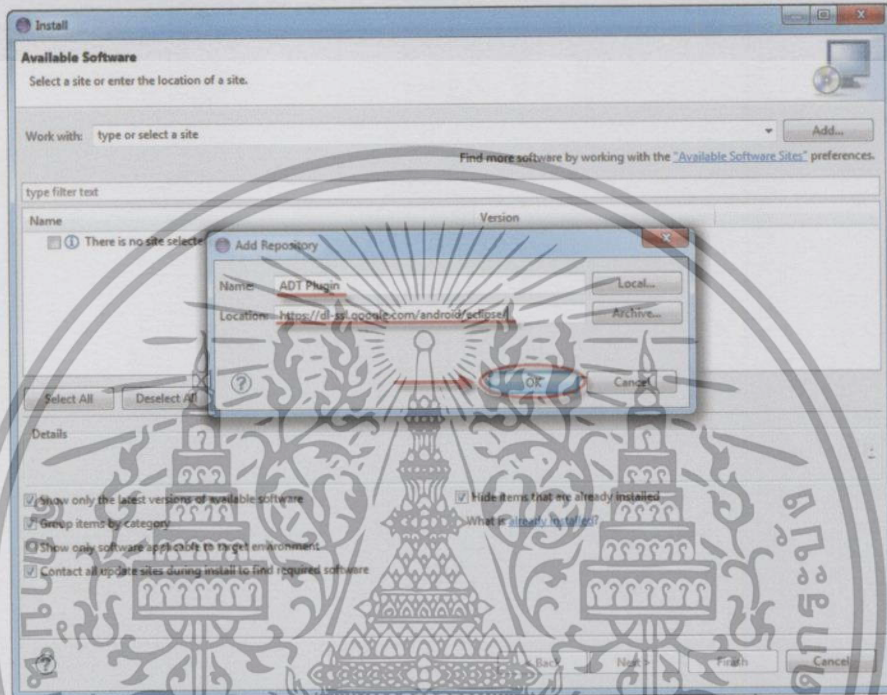 Install
Available Software
Select a site or enter the location of a site.
Work with: type or select a site
Add...
Find more software by working with the "Available Software Sites" preferences.
type filter text
Name Version
There is no site selecte
Add Repository
Name: ADT Plugin
Local...
Location: https://dl-ssl.google.com/android/eclipse/
Archive...
OK Cancel
Select All Deselect All
Details
Show only the latest versions of available software
Hide items that are already installed
Group items by category
What is already installed?
Show only software applicable to target environment
Contact all update sites during install to find required software
< Back Next > Finish Cancel